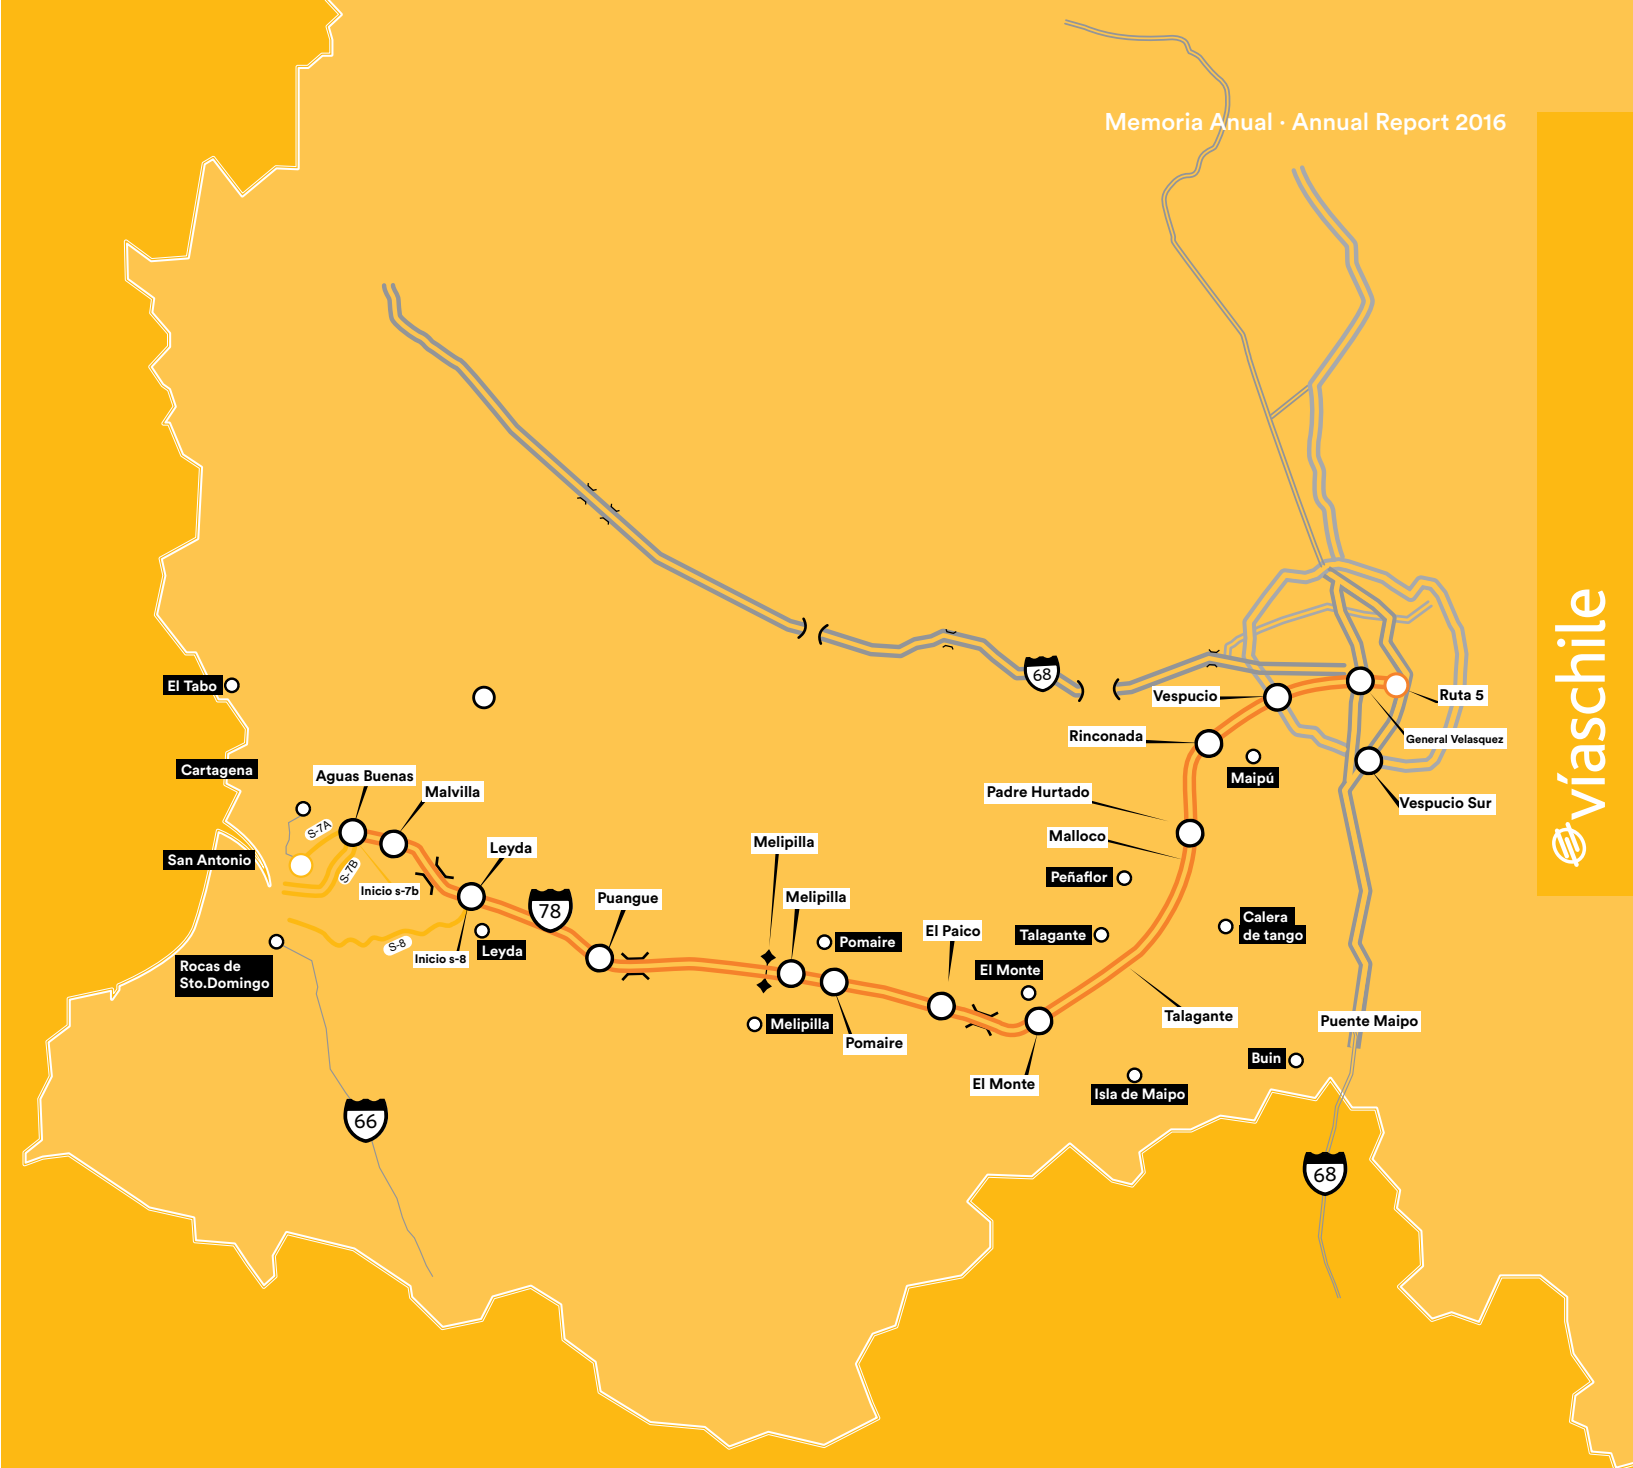 Memoria Anual · Annual Report 2016
víaschile
68
El Tabo
Vespucio
Ruta 5
Rinconada
General Velasquez
Cartagena
Aguas Buenas
Maipú
Malvilla
Padre Hurtado
Vespucio Sur
S-7A
Malloco
Melipilla
Leyda
San Antonio
S-7B
Inicio s-7b
Peñaflor
Puangue
Melipilla
78
Calera
de tango
El Paico
Talagante
Pomaire
S-8
Leyda
Inicio s-8
Rocas de
Sto.Domingo
El Monte
Talagante
Puente Maipo
Melipilla
Pomaire
Buin
El Monte
Isla de Maipo
66
68